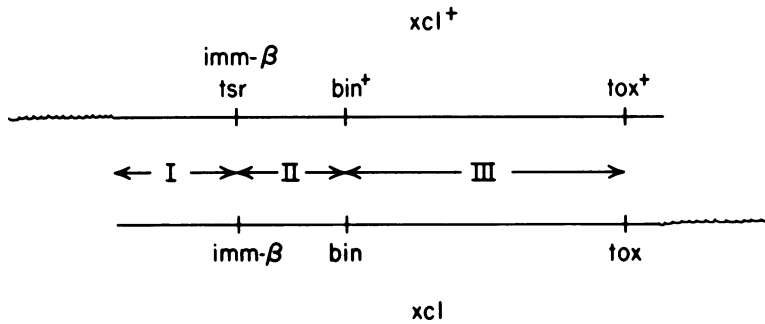 xcl⁺
imm-β
tsr bin⁺ tox⁺
I II III
imm-β bin tox
xcl